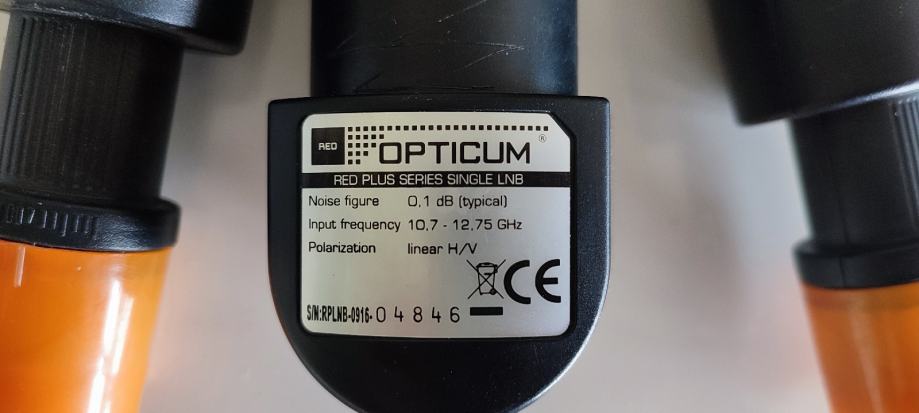 RED OPTICUM ®
RED PLUS SERIES SINGLE LNB
Noise figure 0,1 dB (typical)
Input frequency 10,7 - 12,75 GHz
Polarization linear H/V
CE
S/N:RPLNB-0916-04846